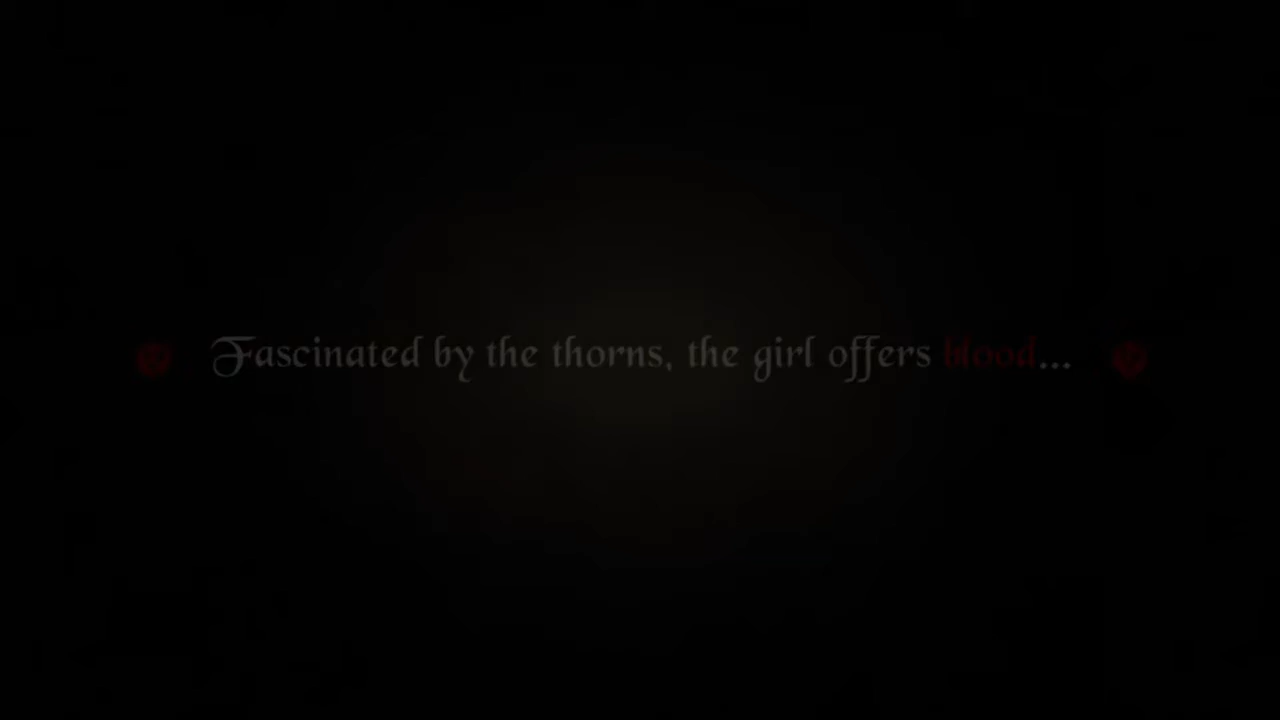 Fascinated by the thorns, the girl offers blood...